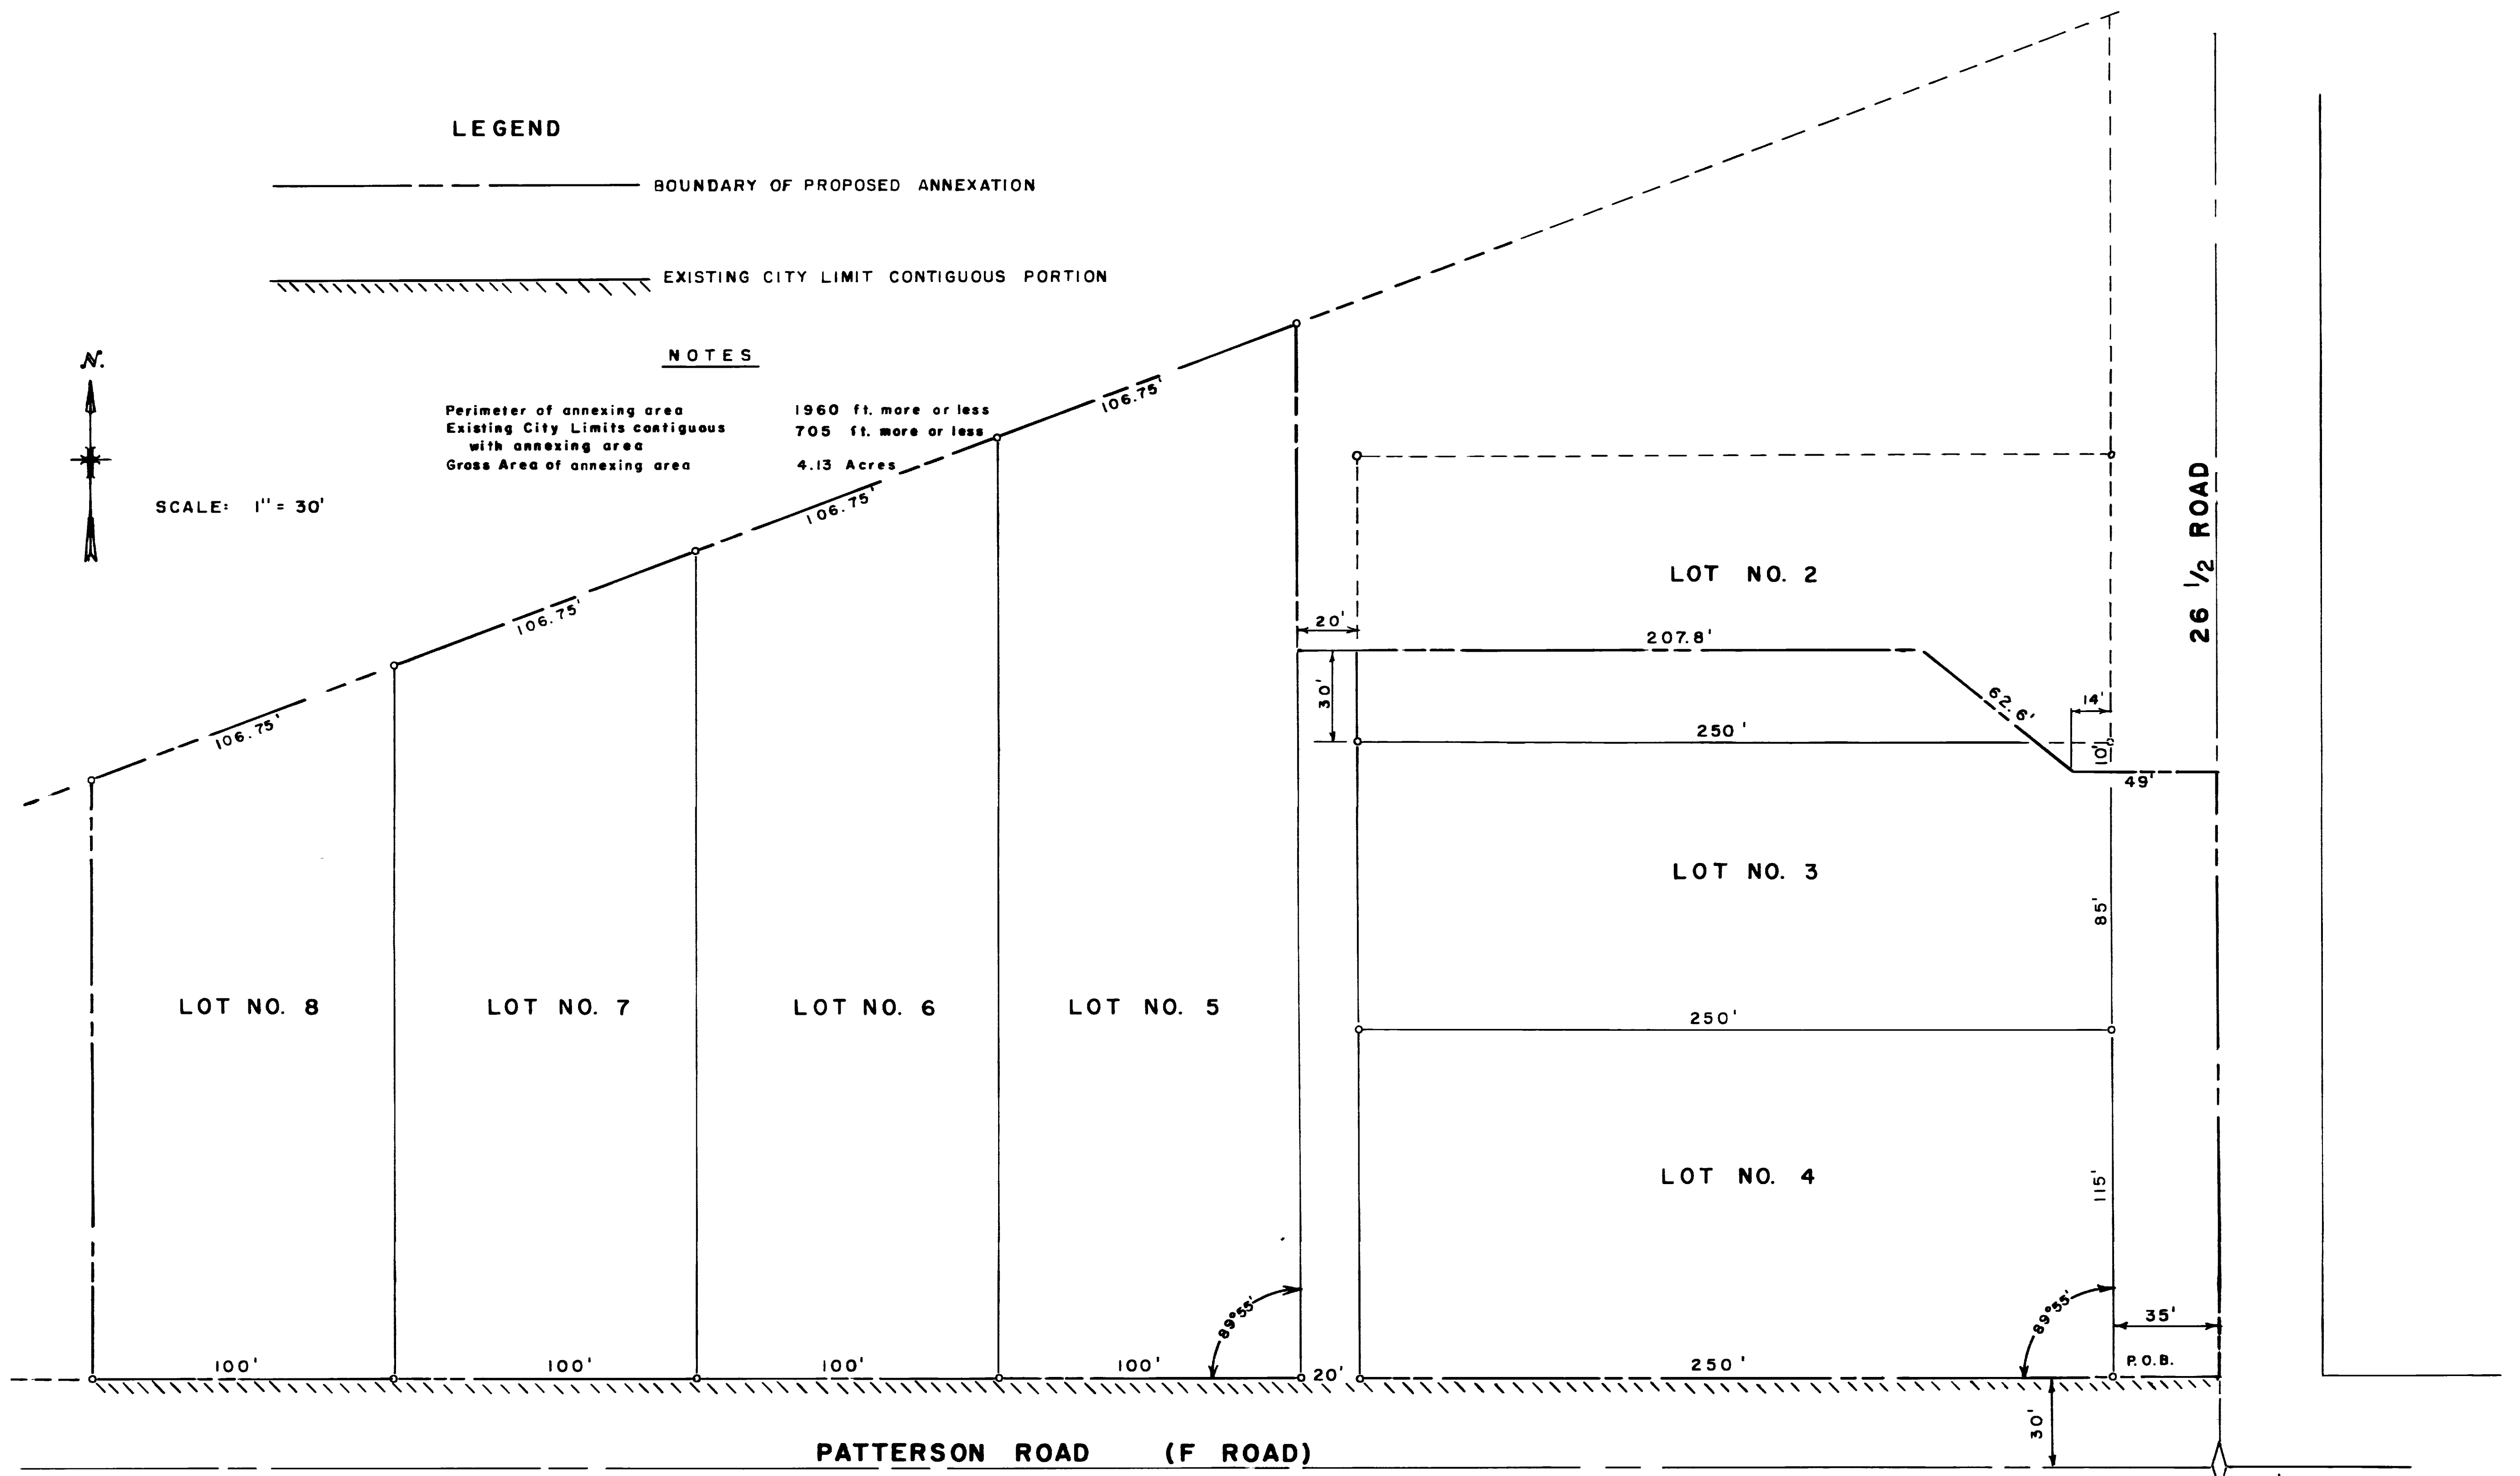 LEGEND
BOUNDARY OF PROPOSED ANNEXATION
EXISTING CITY LIMIT CONTIGUOUS PORTION
N.
NOTES
Perimeter of annexing area 1960 ft. more or less
Existing City Limits contiguous 705 ft. more or less
with annexing area
Gross Area of annexing area 4.13 Acres
SCALE: 1" = 30'
106.75'
106.75'
106.75'
106.75'
26 1/2 ROAD
LOT NO. 2
20'
207.8'
30'
62.6'
14'
250'
10'
49'
LOT NO. 3
85'
LOT NO. 8
LOT NO. 7
LOT NO. 6
LOT NO. 5
250'
LOT NO. 4
115'
89°55'
89°55'
35'
P.O.B.
100'
100'
100'
100'
20'
250'
30'
PATTERSON ROAD (F ROAD)